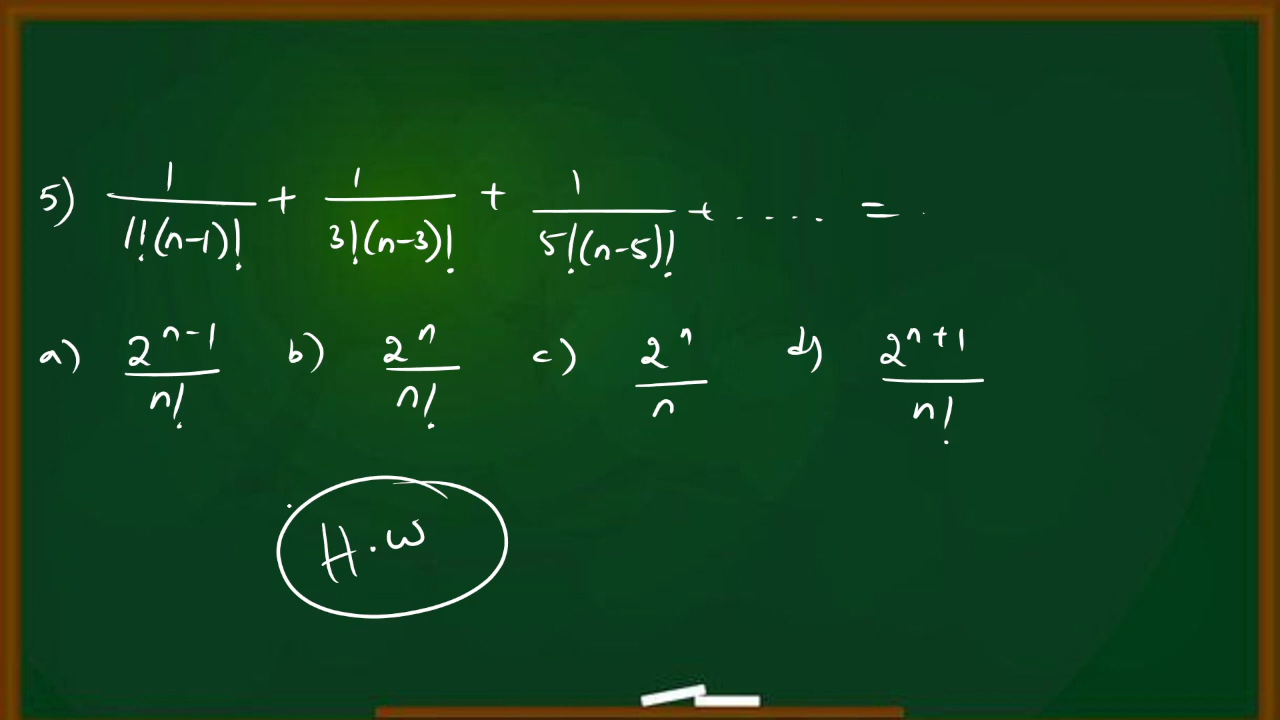 5) 1/(1!(n-1)!) + 1/(3!(n-3)!) + 1/(5!(n-5)!) + ..... =
a) 2^(n-1)/n! b) 2^n/n! c) 2^n/n d) 2^(n+1)/n!
H.W